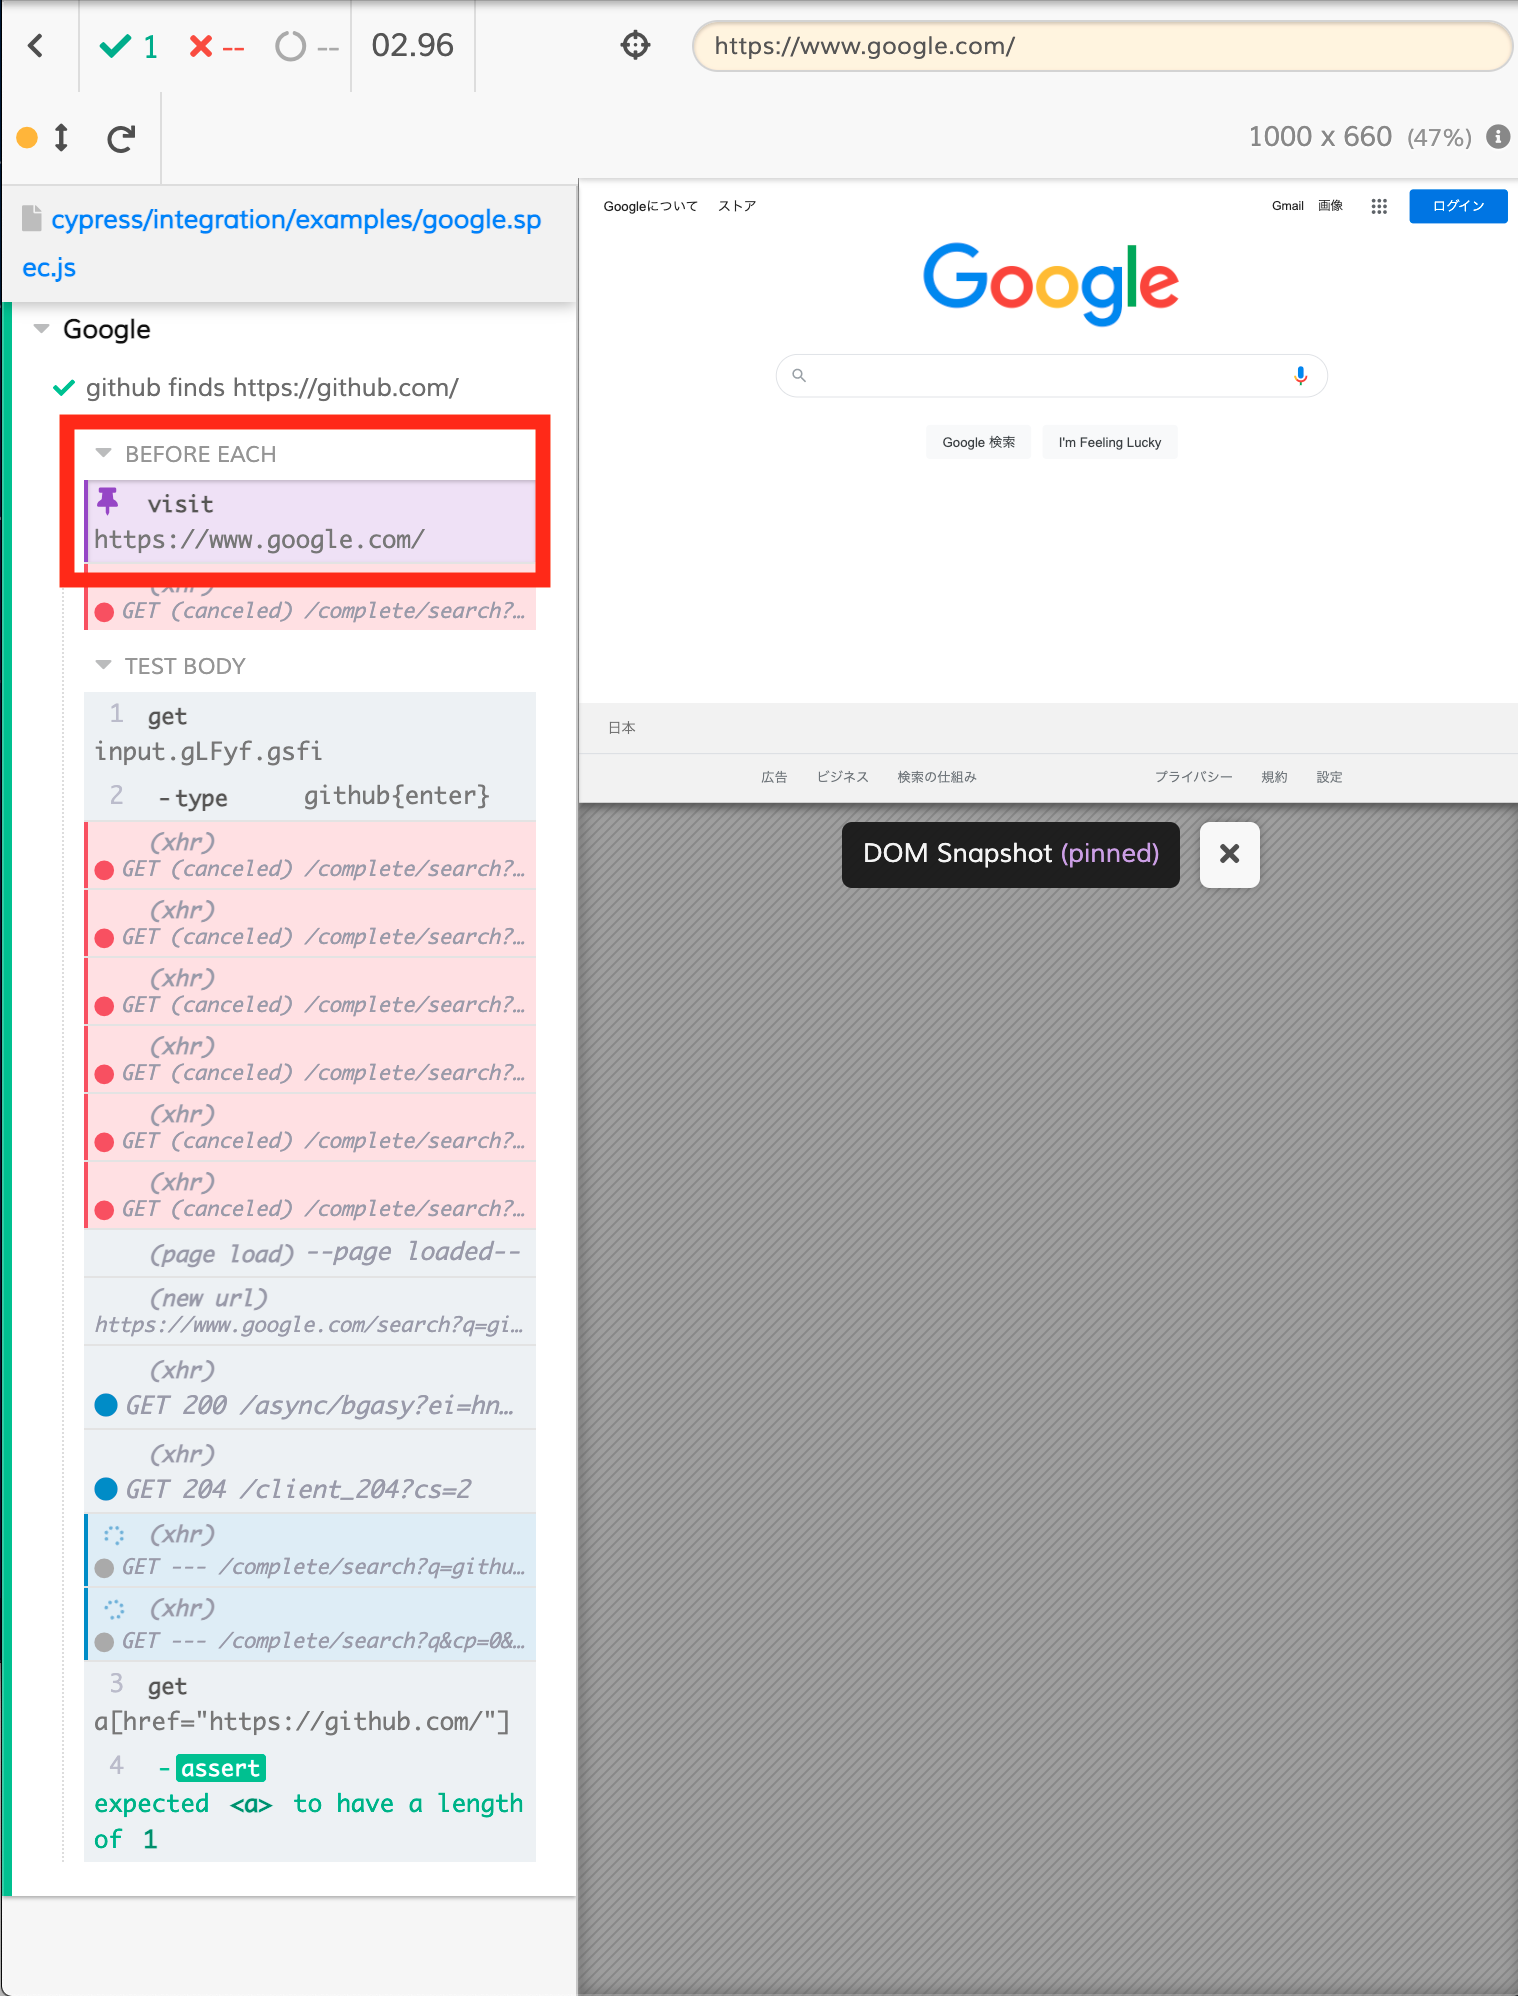 1 -- -- 02.96
https://www.google.com/
1000 x 660 (47%)
cypress/integration/examples/google.sp
ec.js
Google
github finds https://github.com/
BEFORE EACH
visit
https://www.google.com/
(xhr)
GET (canceled) /complete/search?…
TEST BODY
1 get
input.gLFyf.gsfi
2 -type github{enter}
(xhr)
GET (canceled) /complete/search?…
(xhr)
GET (canceled) /complete/search?…
(xhr)
GET (canceled) /complete/search?…
(xhr)
GET (canceled) /complete/search?…
(xhr)
GET (canceled) /complete/search?…
(xhr)
GET (canceled) /complete/search?…
(page load) --page loaded--
(new url)
https://www.google.com/search?q=gi…
(xhr)
GET 200 /async/bgasy?ei=hn…
(xhr)
GET 204 /client_204?cs=2
(xhr)
GET --- /complete/search?q=githu…
(xhr)
GET --- /complete/search?q&cp=0&…
3 get
a[href="https://github.com/"]
4 -assert
expected <a> to have a length
of 1
Googleについて ストア
Gmail 画像 ログイン
Google
Google 検索 I'm Feeling Lucky
日本
広告 ビジネス 検索の仕組み プライバシー 規約 設定
DOM Snapshot (pinned)